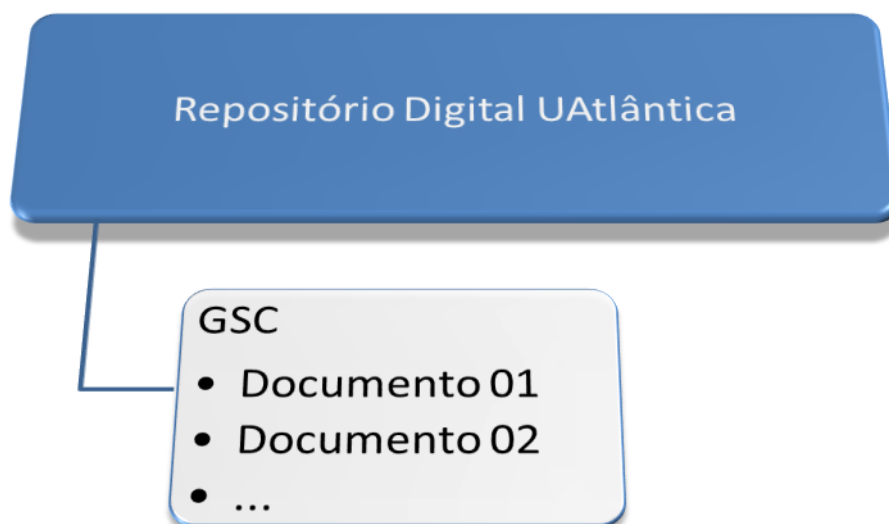 Repositório Digital UAtlântica
GSC
• Documento 01
• Documento 02
• ...